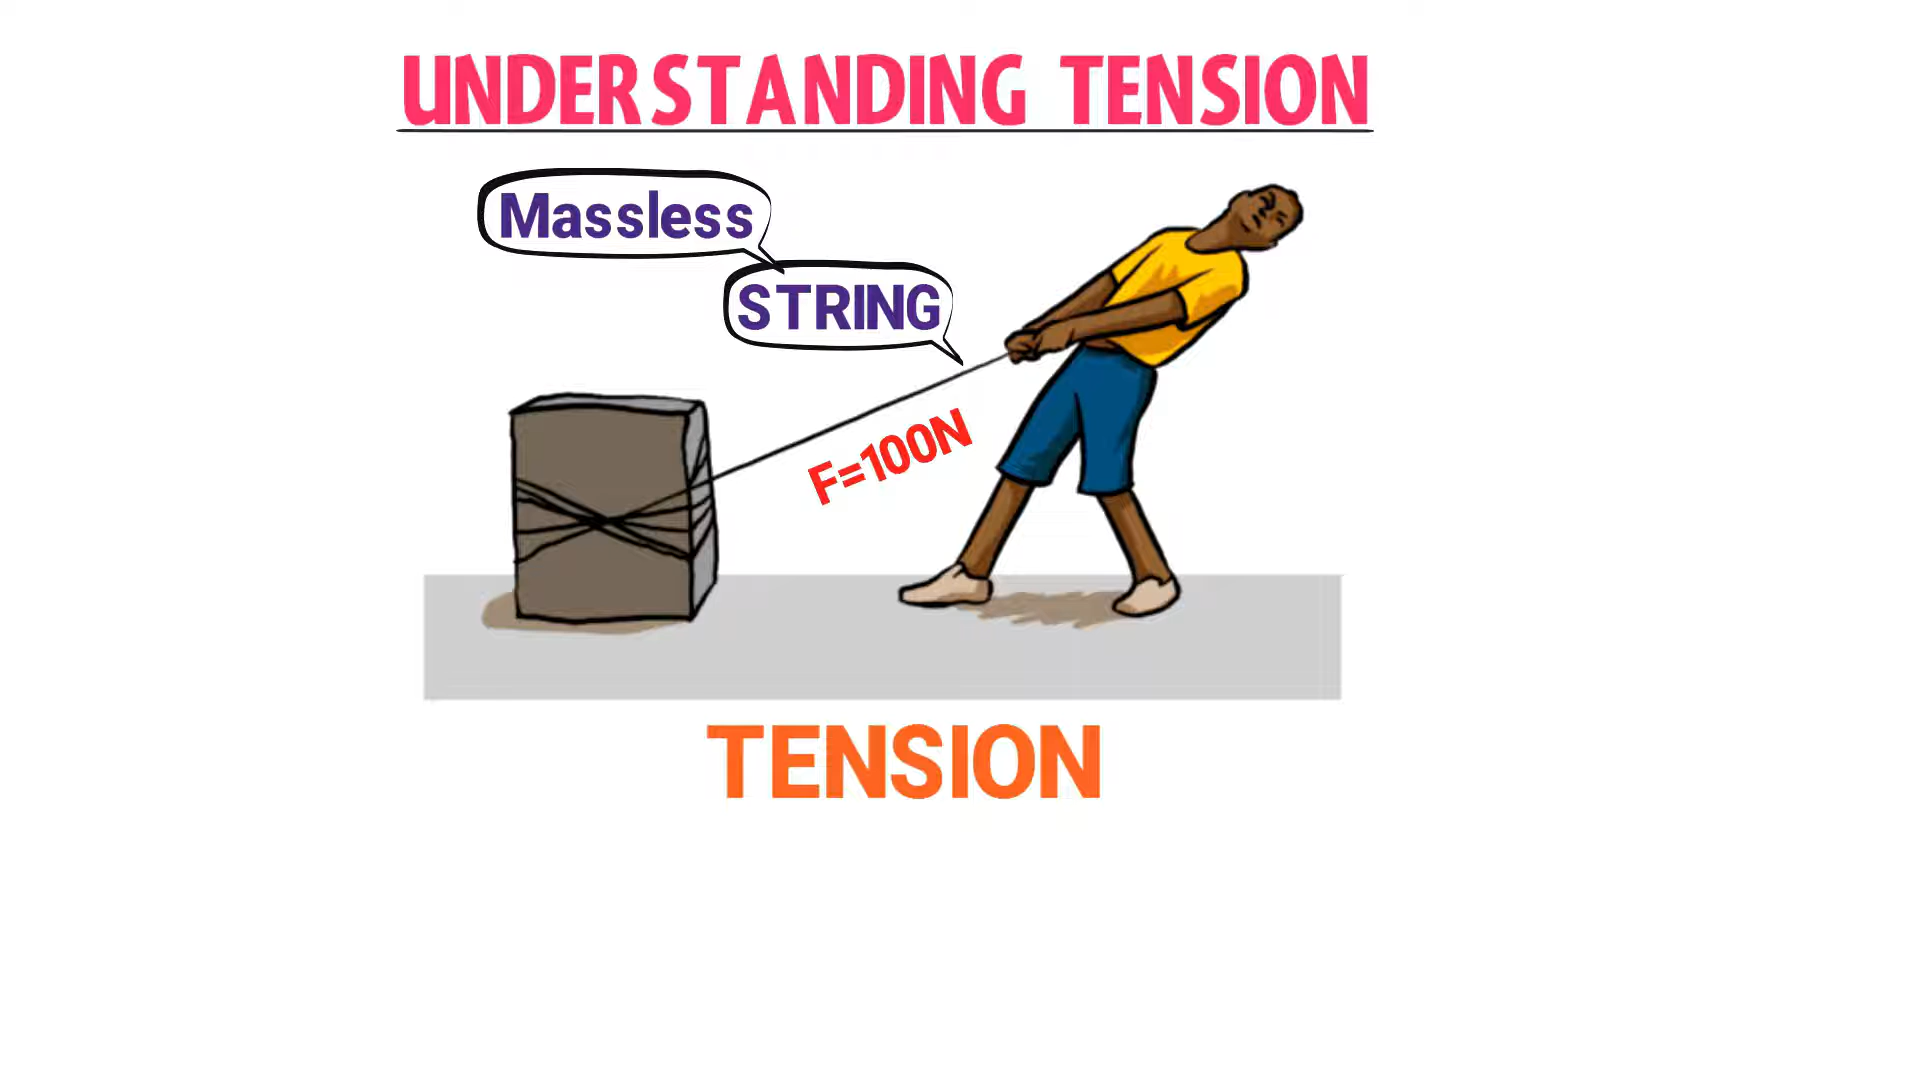 UNDERSTANDING TENSION
Massless
STRING
F=100N
TENSION